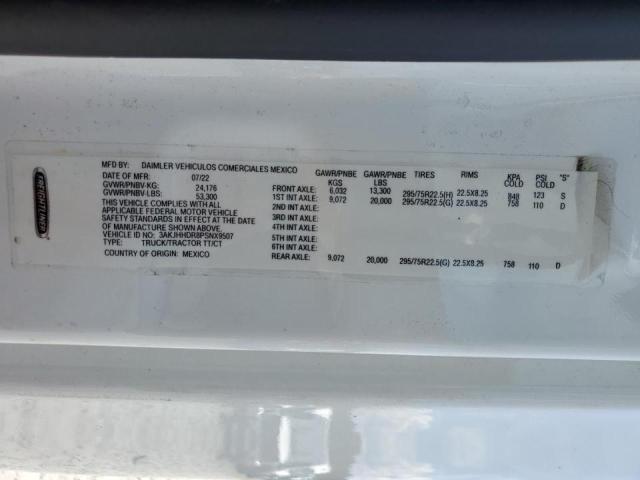 FREIGHTLINER
MFD BY: DAIMLER VEHICULOS COMERCIALES MEXICO
DATE OF MFR: 07/22
GVWR/PNBV-KG: 24,176
GVWR/PNBV-LBS: 53,300
THIS VEHICLE COMPLIES WITH ALL
APPLICABLE FEDERAL MOTOR VEHICLE
SAFETY STANDARDS IN EFFECT AT THE DATE
OF MANUFACTURE SHOWN ABOVE
VEHICLE ID NO: 3AKJHHDR8PSNX9507
TYPE: TRUCK/TRACTOR TT/CT
COUNTRY OF ORIGIN: MEXICO
GAWR/PNBE GAWR/PNBE TIRES RIMS KPA PSI "S"
KGS LBS COLD COLD
FRONT AXLE: 6,032 13,300 295/75R22.5(H) 22.5X8.25 848 123 S
1ST INT AXLE: 9,072 20,000 295/75R22.5(G) 22.5X8.25 758 110 D
2ND INT AXLE:
3RD INT AXLE:
4TH INT AXLE:
5TH INT AXLE:
6TH INT AXLE:
REAR AXLE: 9,072 20,000 295/75R22.5(G) 22.5X8.25 758 110 D